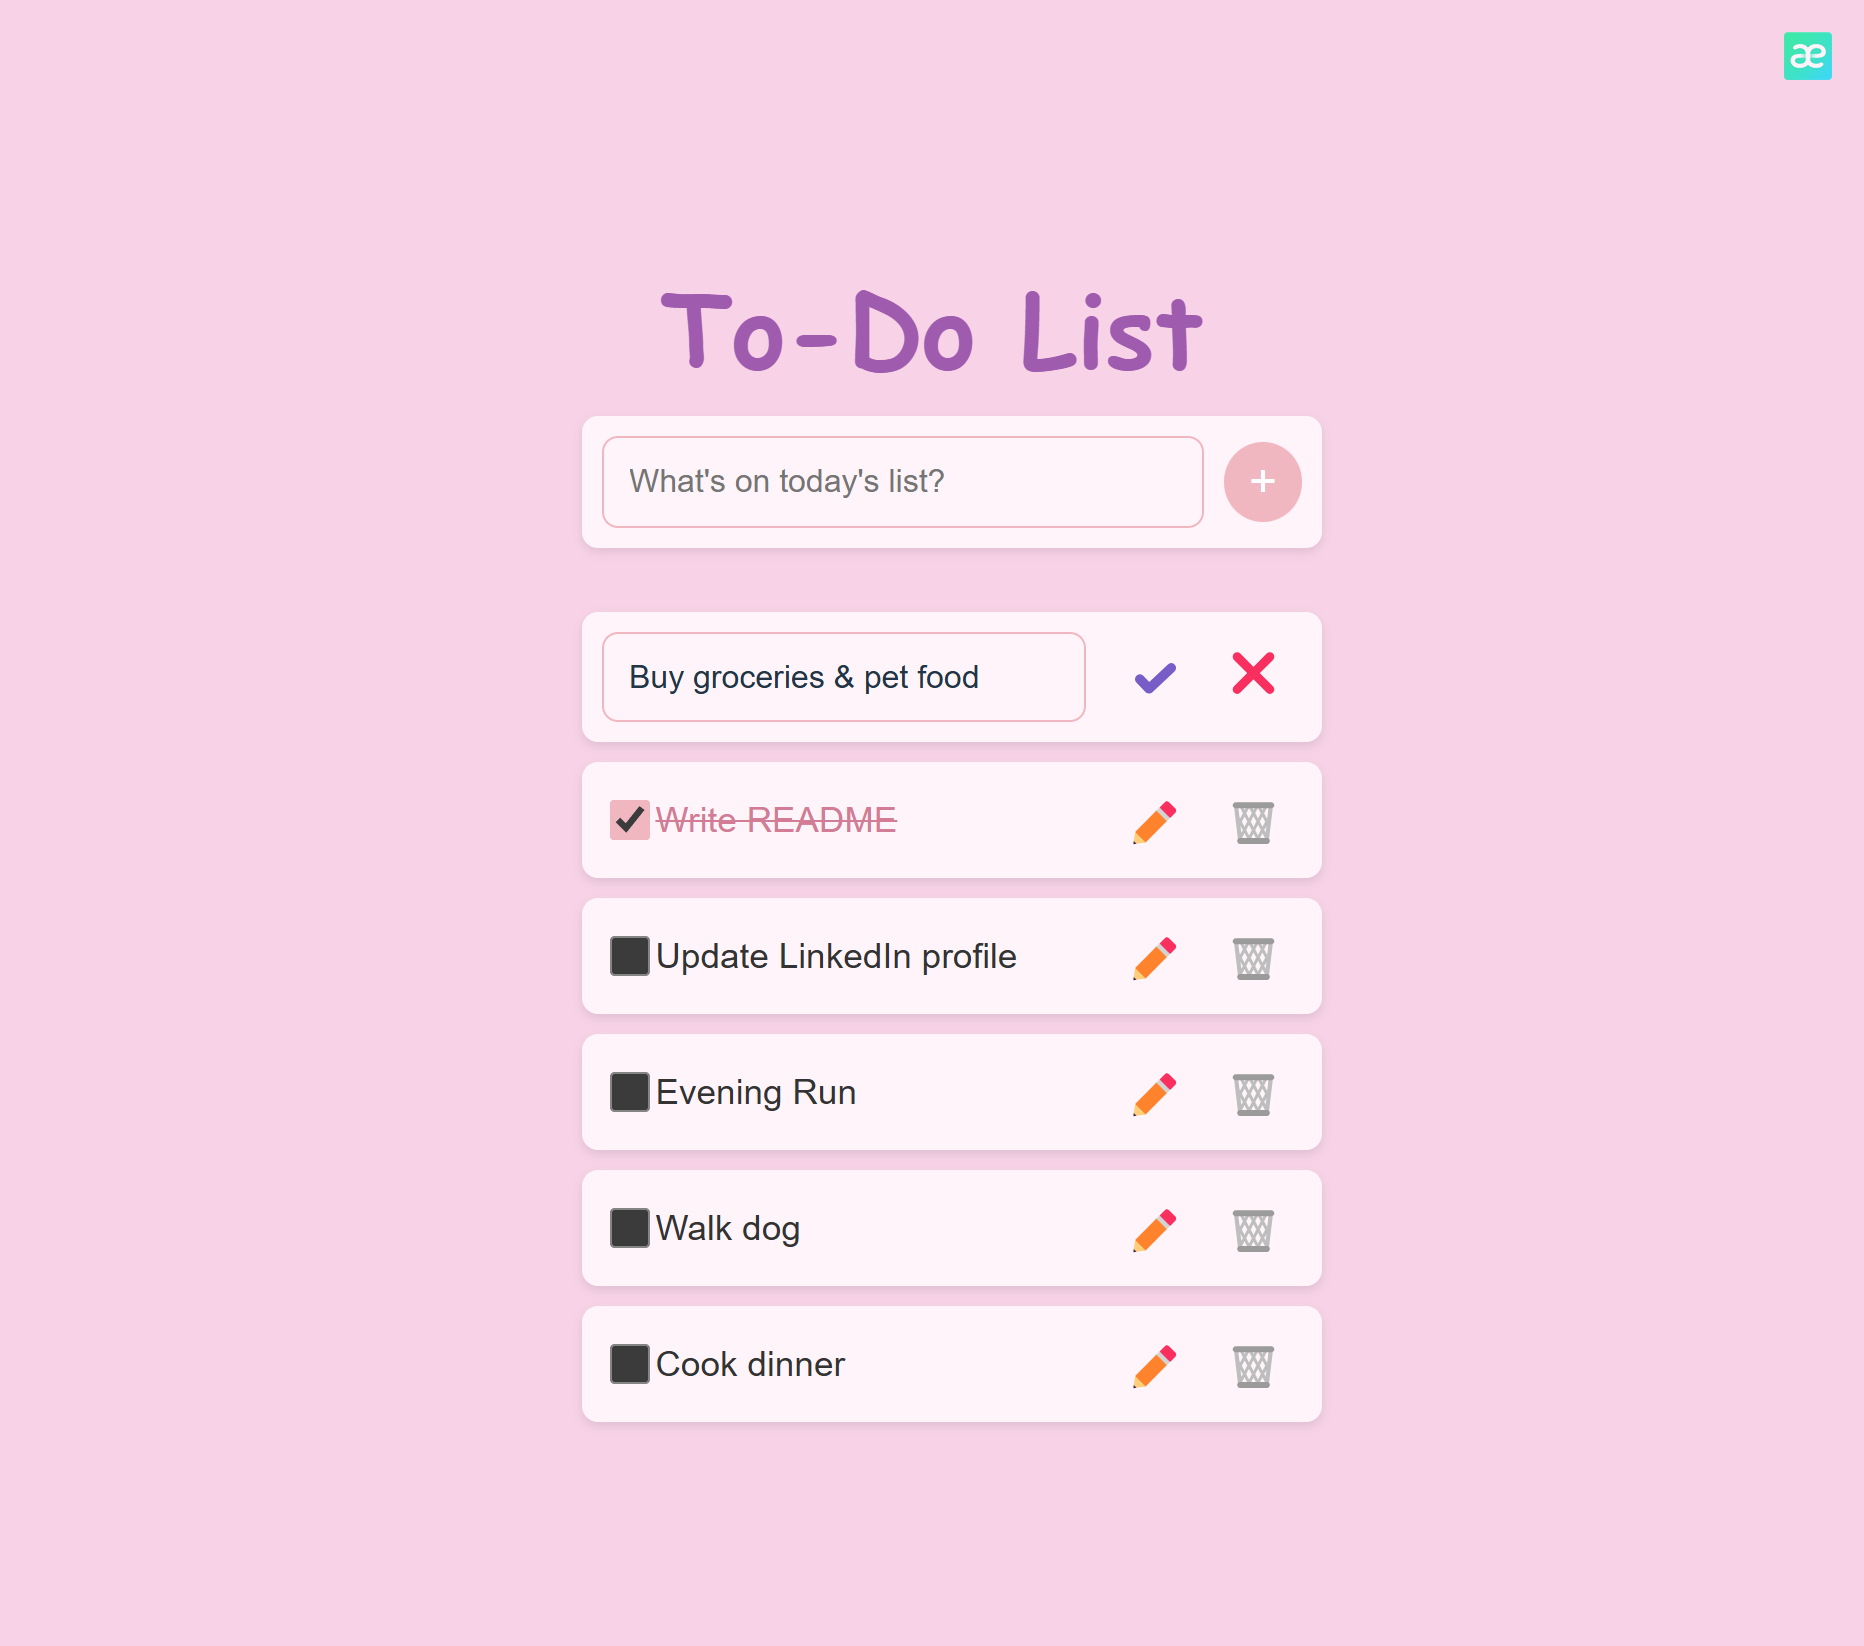 æ
To-Do List
What's on today's list?
+
Buy groceries & pet food
Write README
Update LinkedIn profile
Evening Run
Walk dog
Cook dinner